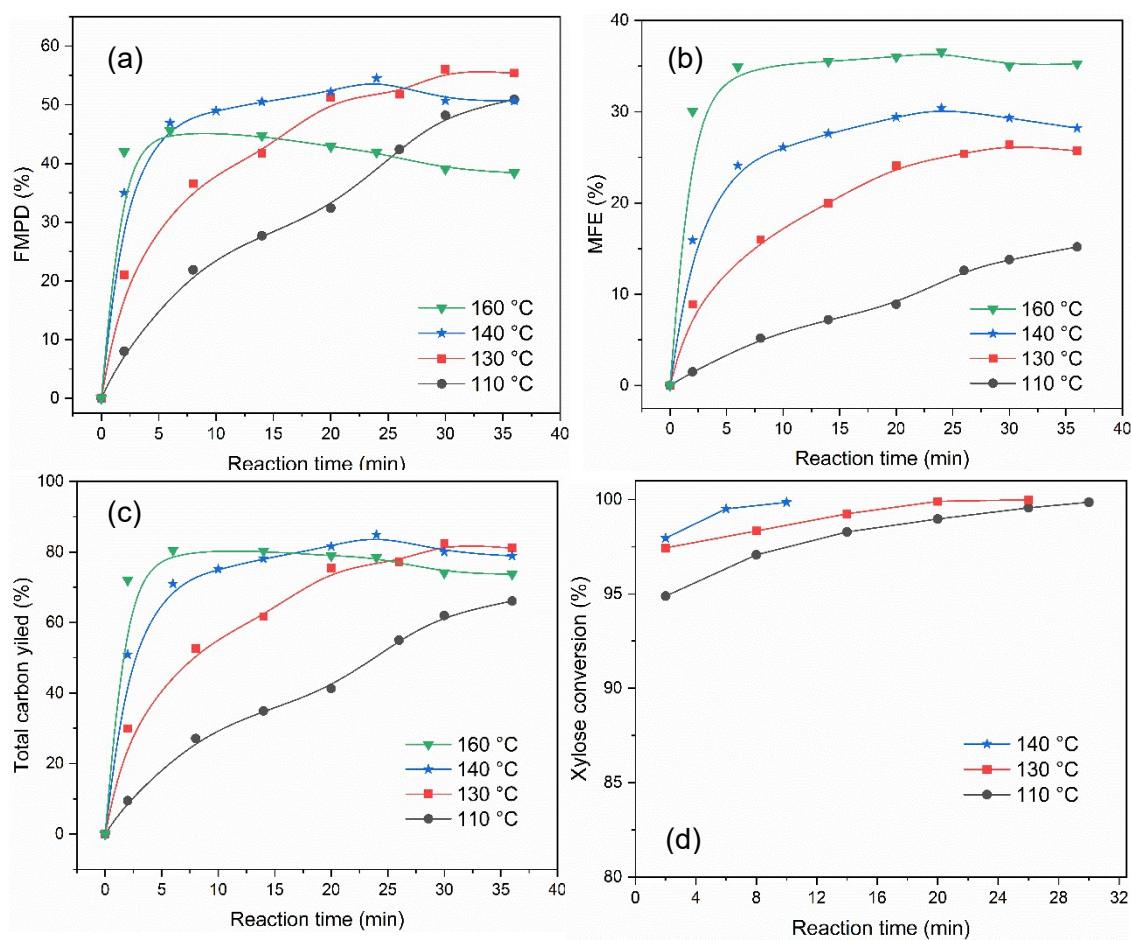 (a)
FMPD (%)
60
50
40
30
20
10
0
160 °C
140 °C
130 °C
110 °C
0 5 10 15 20 25 30 35 40
Reaction time (min)
(b)
MFE (%)
40
30
20
10
0
160 °C
140 °C
130 °C
110 °C
0 5 10 15 20 25 30 35 40
Reaction time (min)
(c)
Total carbon yiled (%)
100
80
60
40
20
0
160 °C
140 °C
130 °C
110 °C
0 5 10 15 20 25 30 35 40
Reaction time (min)
Xylose conversion (%)
100
95
90
85
80
140 °C
130 °C
110 °C
(d)
0 4 8 12 16 20 24 28 32
Reaction time (min)